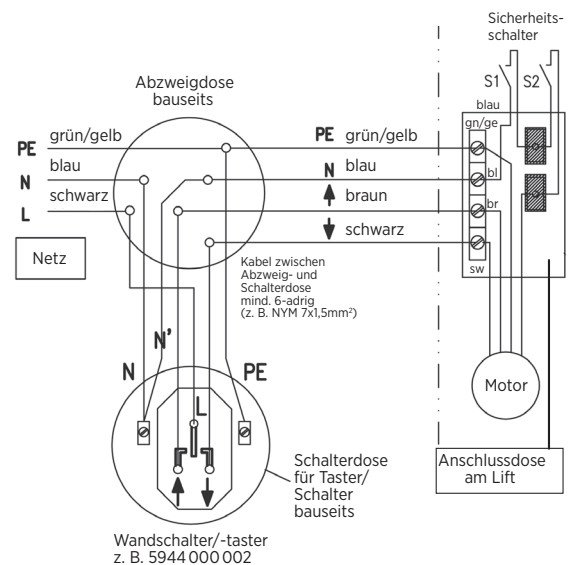 Sicherheits-
schalter
S1 S2
Abzweigdose
bauseits
blau
gn/ge
PE grün/gelb
PE grün/gelb
N blau
N blau
bl
L schwarz
braun
br
schwarz
sw
Netz
Kabel zwischen
Abzweig- und
Schalterdose
mind. 6-adrig
(z. B. NYM 7x1,5mm²)
N N' PE
L
Motor
Anschlussdose
am Lift
Schalterdose
für Taster/
Schalter
bauseits
Wandschalter/-taster
z. B. 5944 000 002